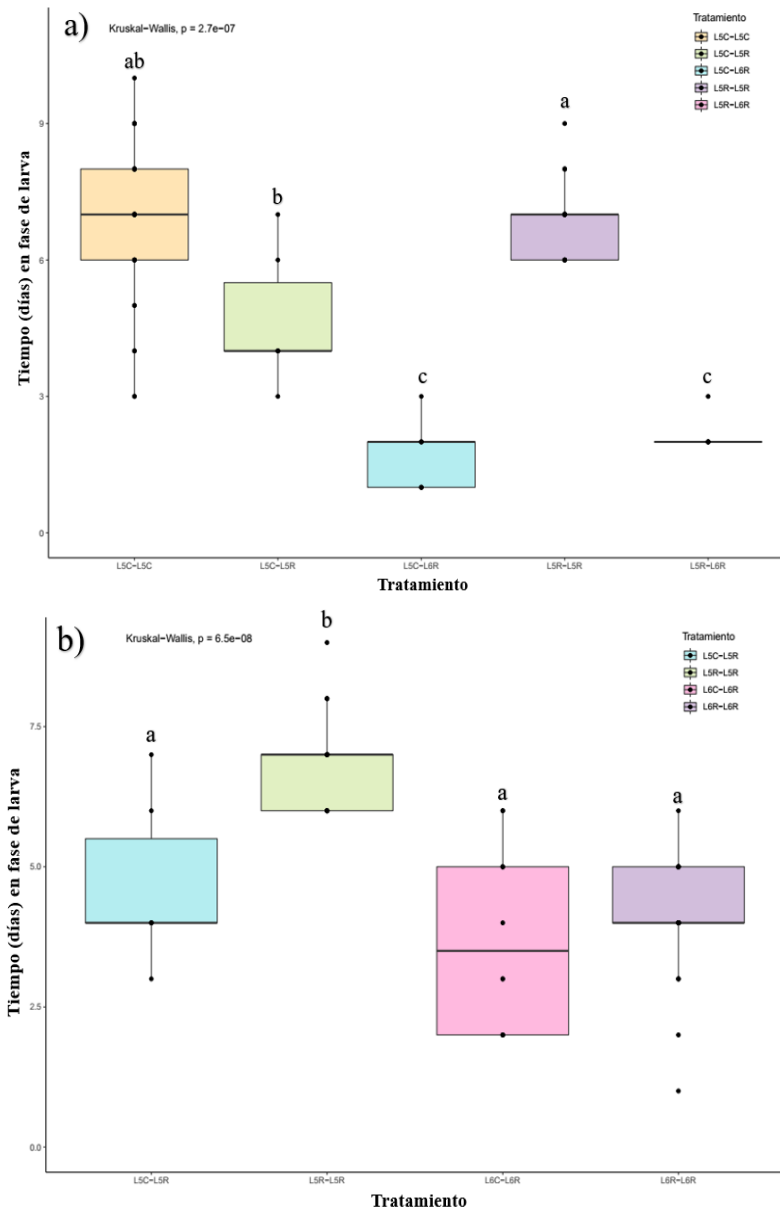 a)
Kruskal-Wallis, p = 2.7e-07
Tratamiento
L5C-L5C
L5C-L5R
L5C-L6R
L5R-L5R
L5R-L6R
ab
b
c
a
c
Tiempo (días) en fase de larva
9
6
3
0
L5C-L5C
L5C-L5R
L5C-L6R
L5R-L5R
L5R-L6R
Tratamiento
b)
Kruskal-Wallis, p = 6.5e-08
Tratamiento
L5C-L5R
L5R-L5R
L6C-L6R
L6R-L6R
a
b
a
a
Tiempo (días) en fase de larva
7.5
5.0
2.5
0.0
L5C-L5R
L5R-L5R
L6C-L6R
L6R-L6R
Tratamiento